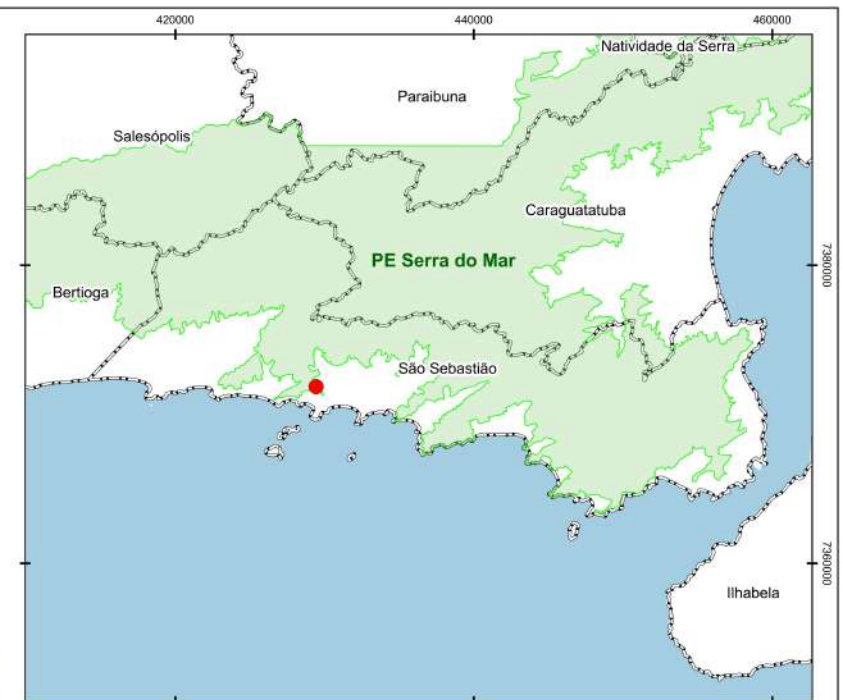 420000
440000
460000
Natividade da Serra
Paraibuna
Salesópolis
Caraguatatuba
PE Serra do Mar
7380000
Bertioga
São Sebastião
7360000
Ilhabela